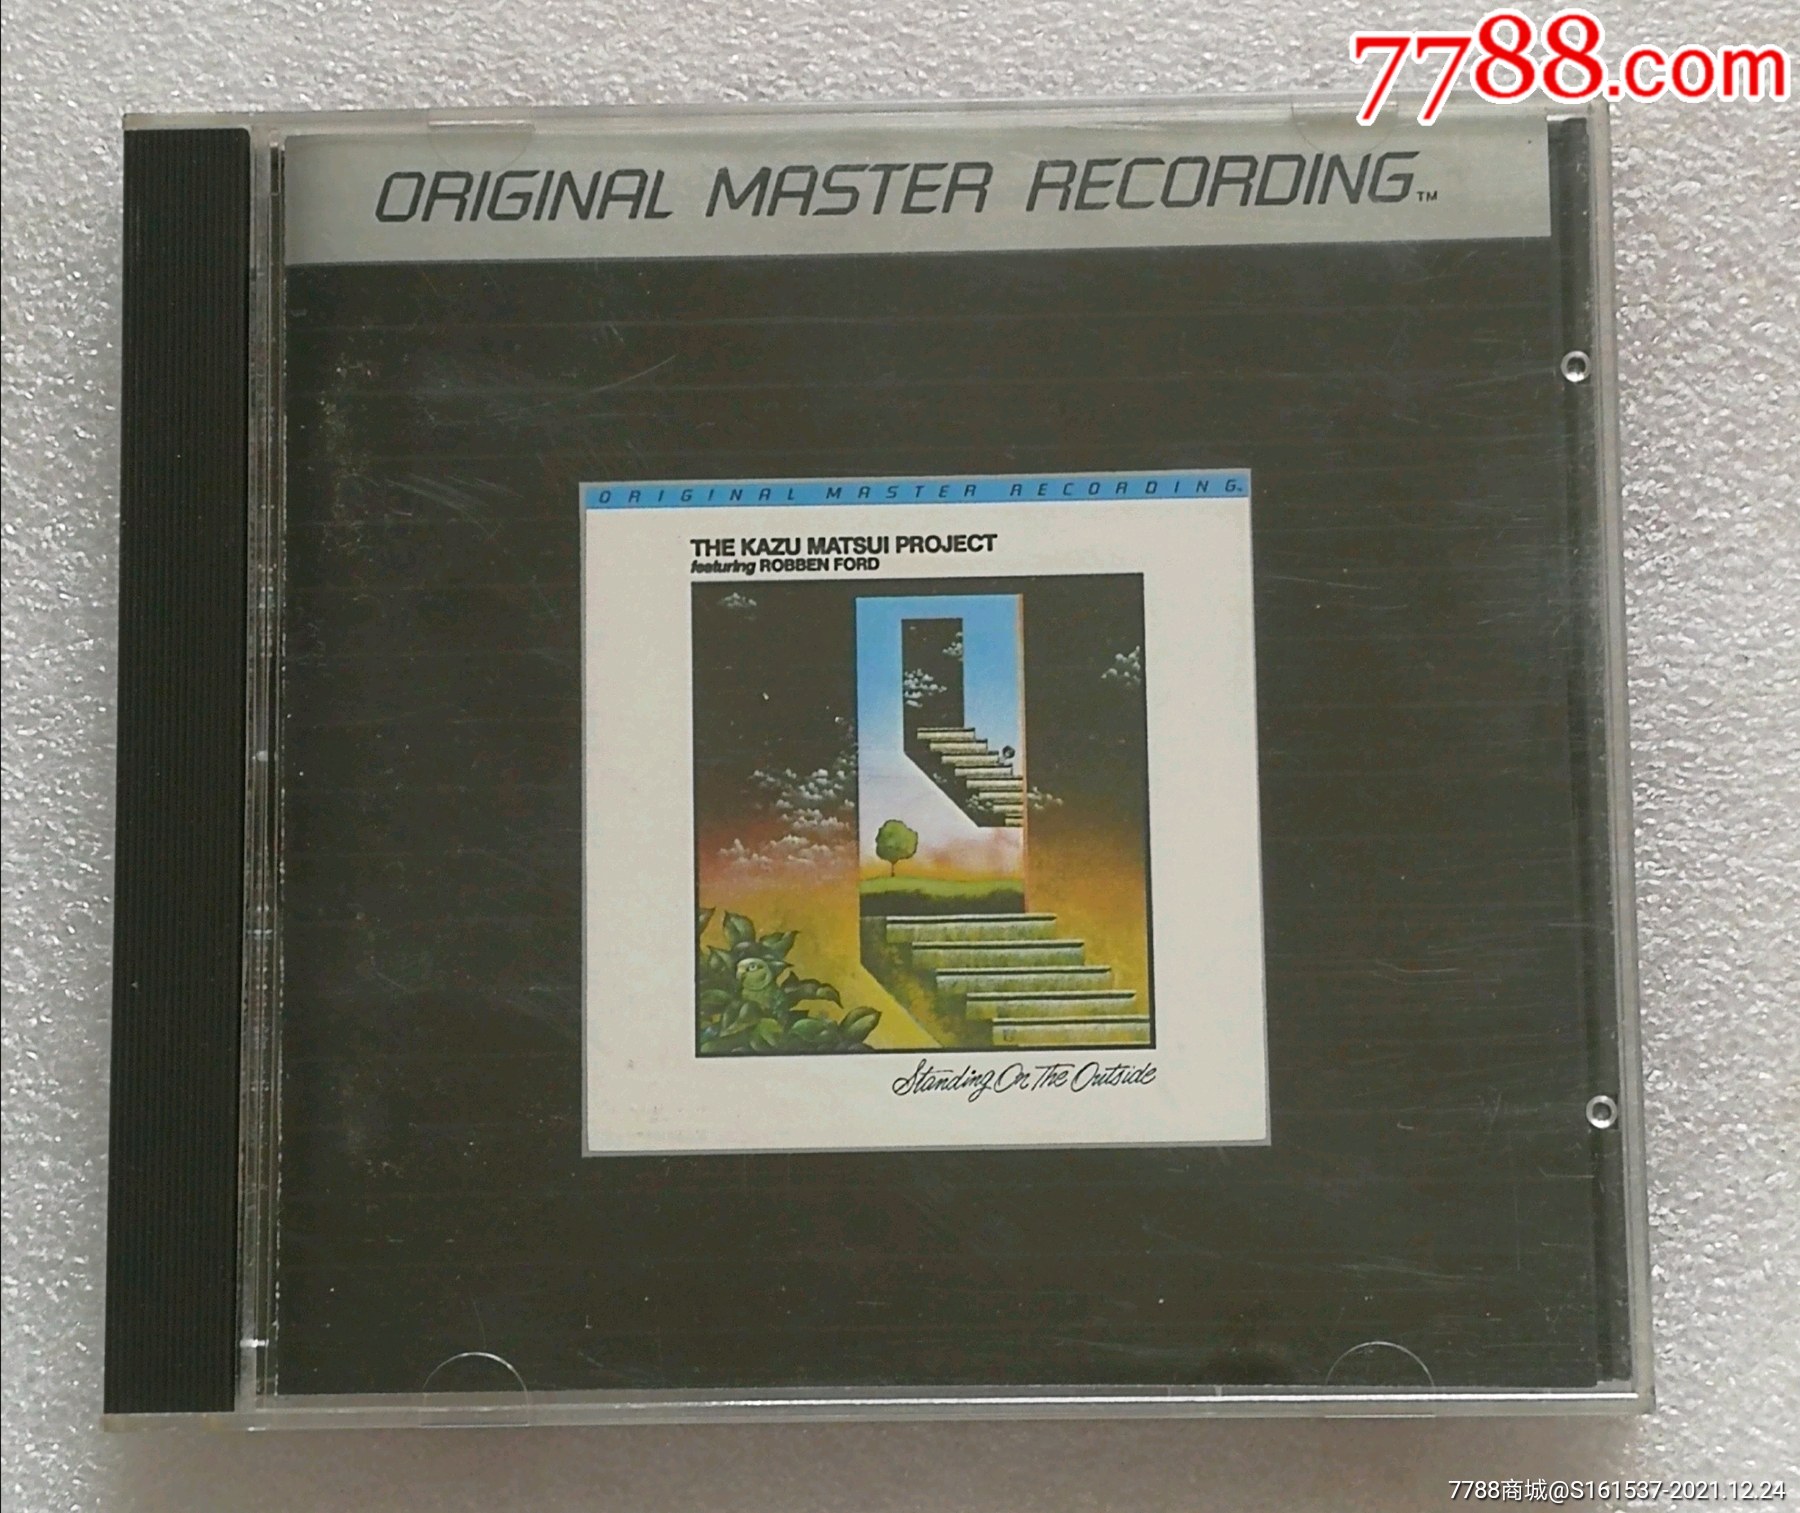 7788.com
ORIGINAL MASTER RECORDING™
ORIGINAL MASTER RECORDING™
THE KAZU MATSUI PROJECT
featuring ROBBEN FORD
Standing On The Outside
7788商城@S161537-2021.12.24